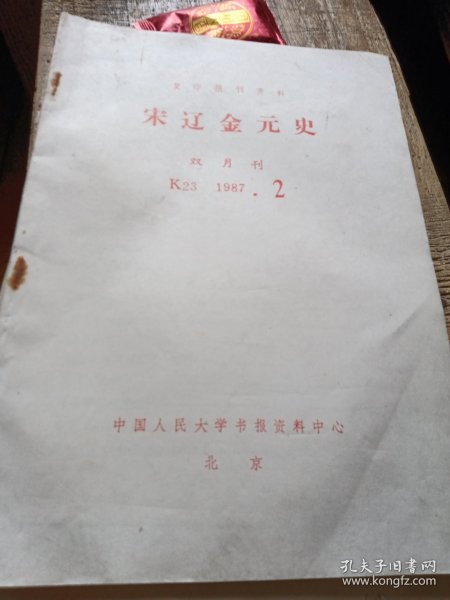 复印报刊资料
宋辽金元史
双月刊
K23 1987 . 2
中国人民大学书报资料中心
北京
孔夫子旧书网
www.kongfz.com